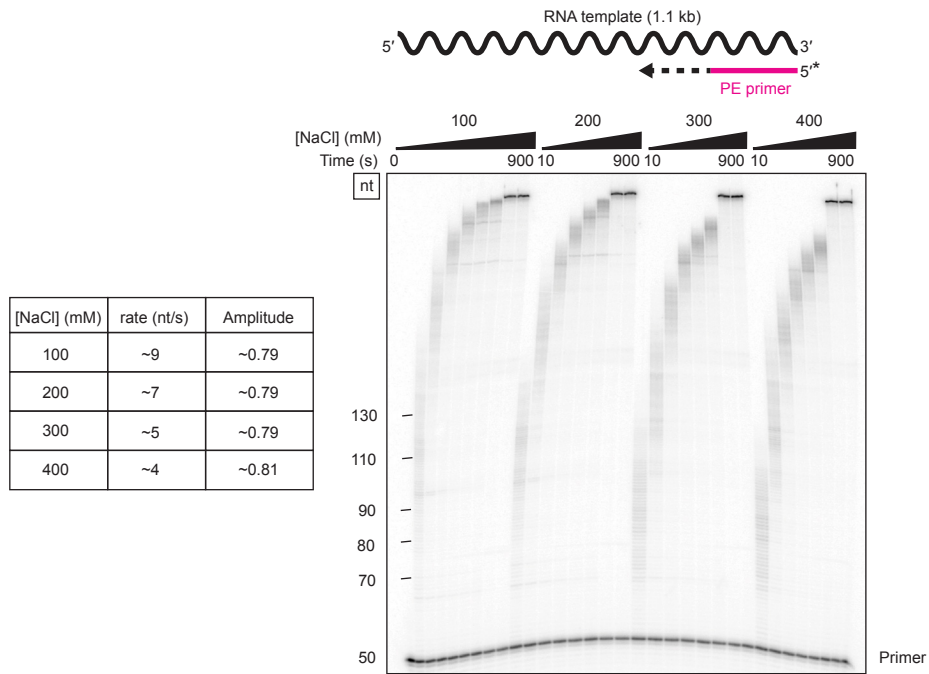 RNA template (1.1 kb)
5′ 3′
5′*
PE primer
100 200 300 400
[NaCl] (mM)
Time (s) 0 900 10 900 10 900 10 900
nt
[NaCl] (mM) rate (nt/s) Amplitude
100 ~9 ~0.79
200 ~7 ~0.79
300 ~5 ~0.79
400 ~4 ~0.81
130
110
90
80
70
50 Primer